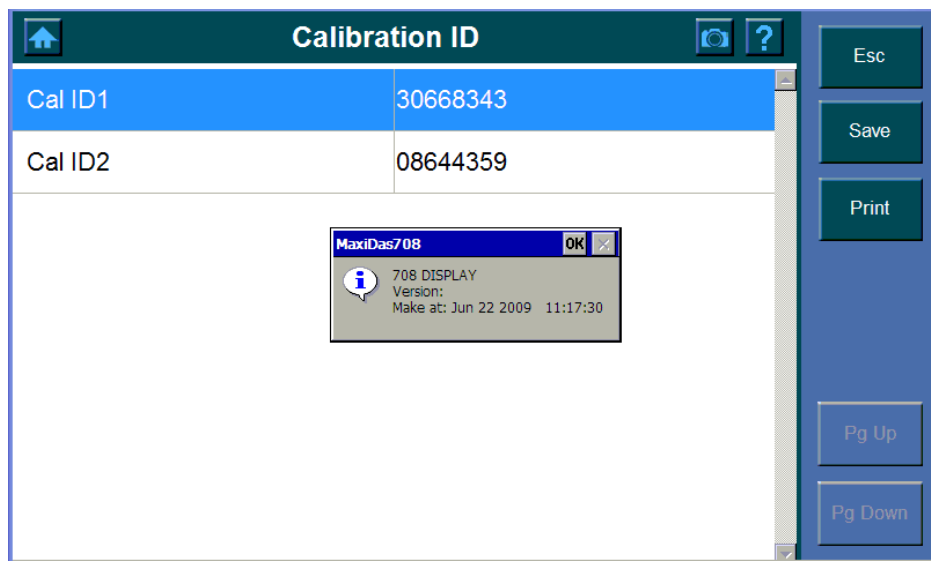 Calibration ID
?
Esc
Cal ID1 30668343
Save
Cal ID2 08644359
Print
MaxiDas708 OK
i
708 DISPLAY
Version:
Make at: Jun 22 2009 11:17:30
Pg Up
Pg Down